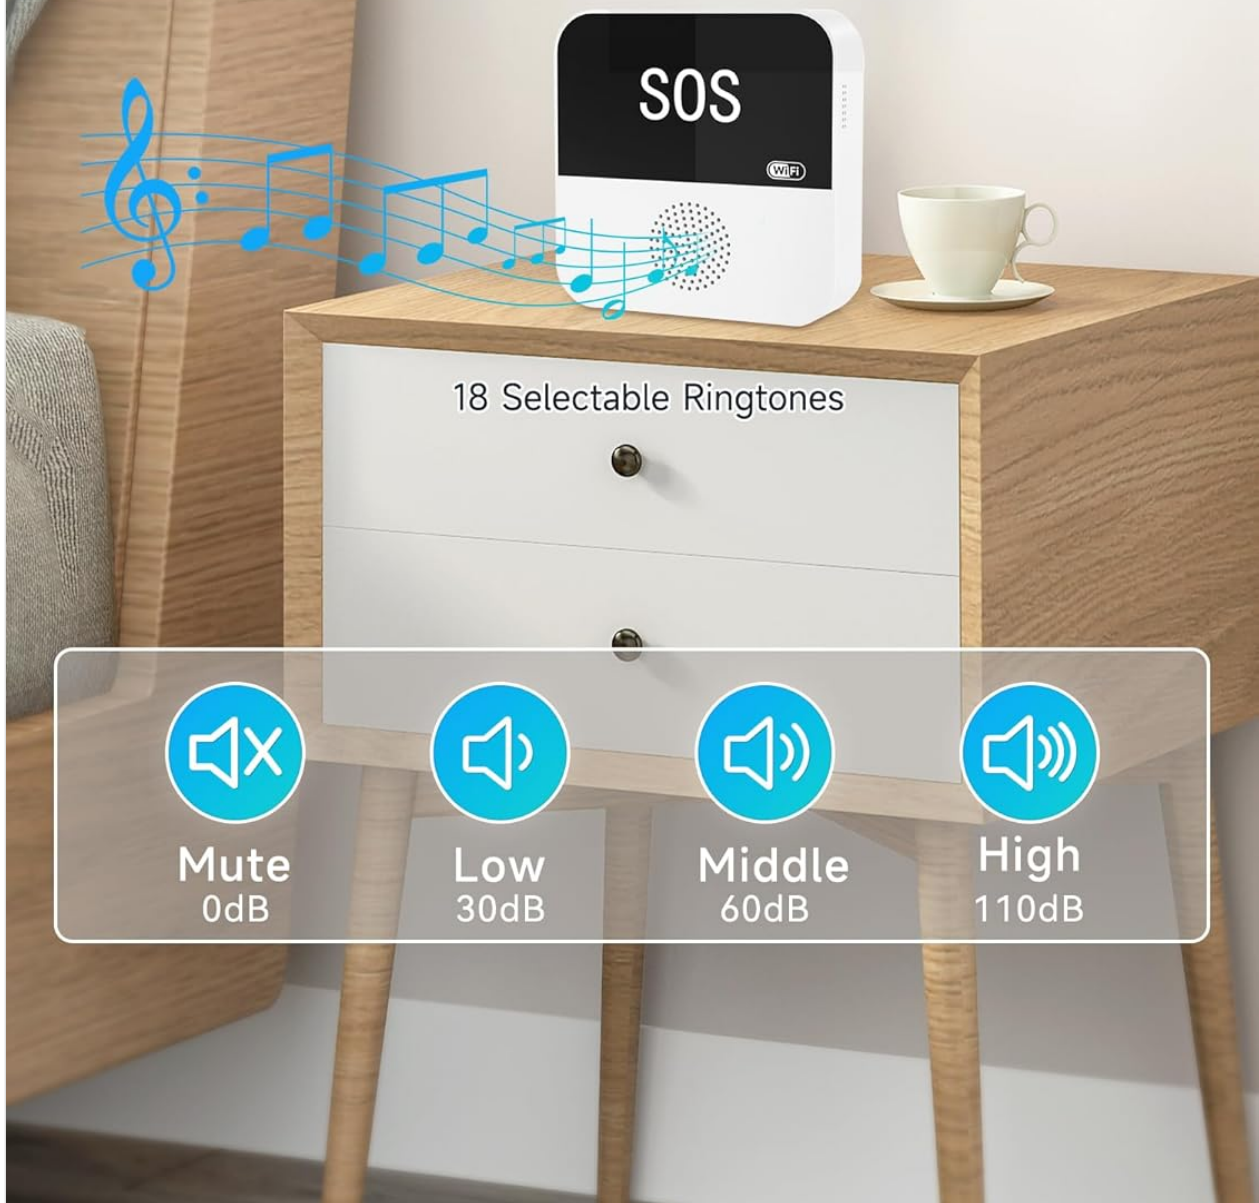 SOS
WiFi
18 Selectable Ringtones
Mute
Low
Middle
High
0dB
30dB
60dB
110dB